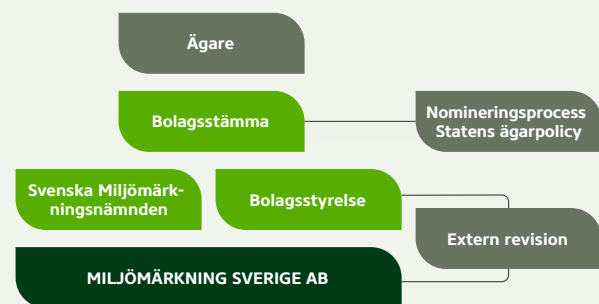 Ägare
Bolagsstämma
Nomineringsprocess
Statens ägarpolicy
Svenska Miljömärk-
ningsnämnden
Bolagsstyrelse
Extern revision
MILJÖMÄRKNING SVERIGE AB